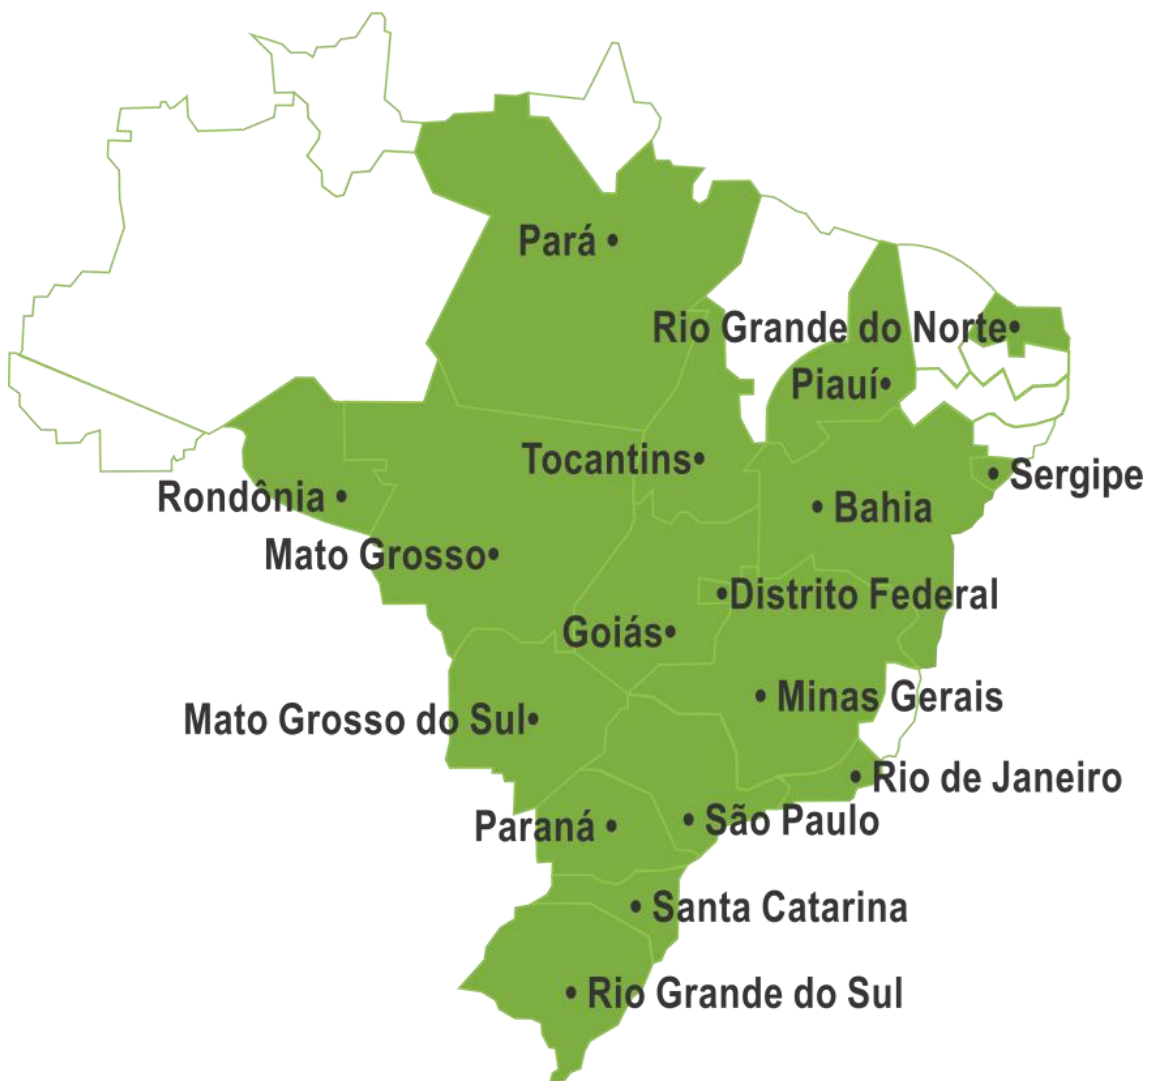 Pará
Rio Grande do Norte
Piauí
Tocantins
Sergipe
Rondônia
Bahia
Mato Grosso
Distrito Federal
Goiás
Minas Gerais
Mato Grosso do Sul
Rio de Janeiro
Paraná
São Paulo
Santa Catarina
Rio Grande do Sul